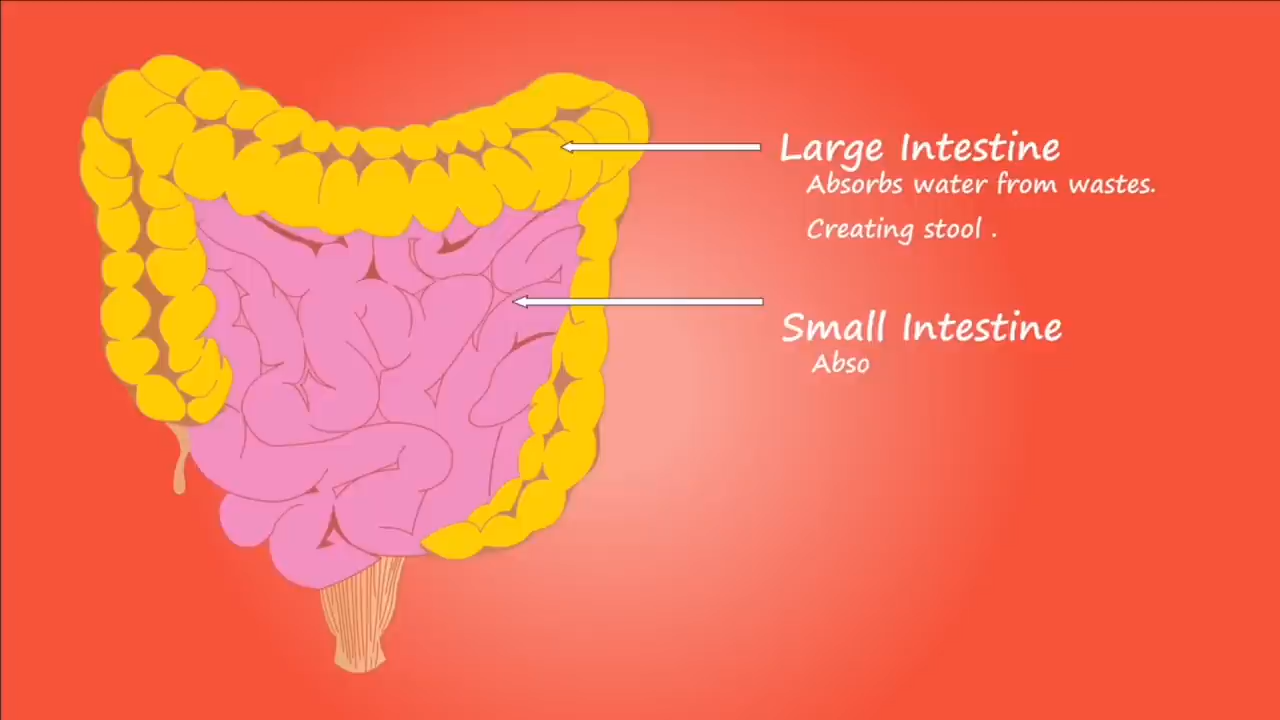 Large Intestine
Absorbs water from wastes.
Creating stool .
Small Intestine
Abso